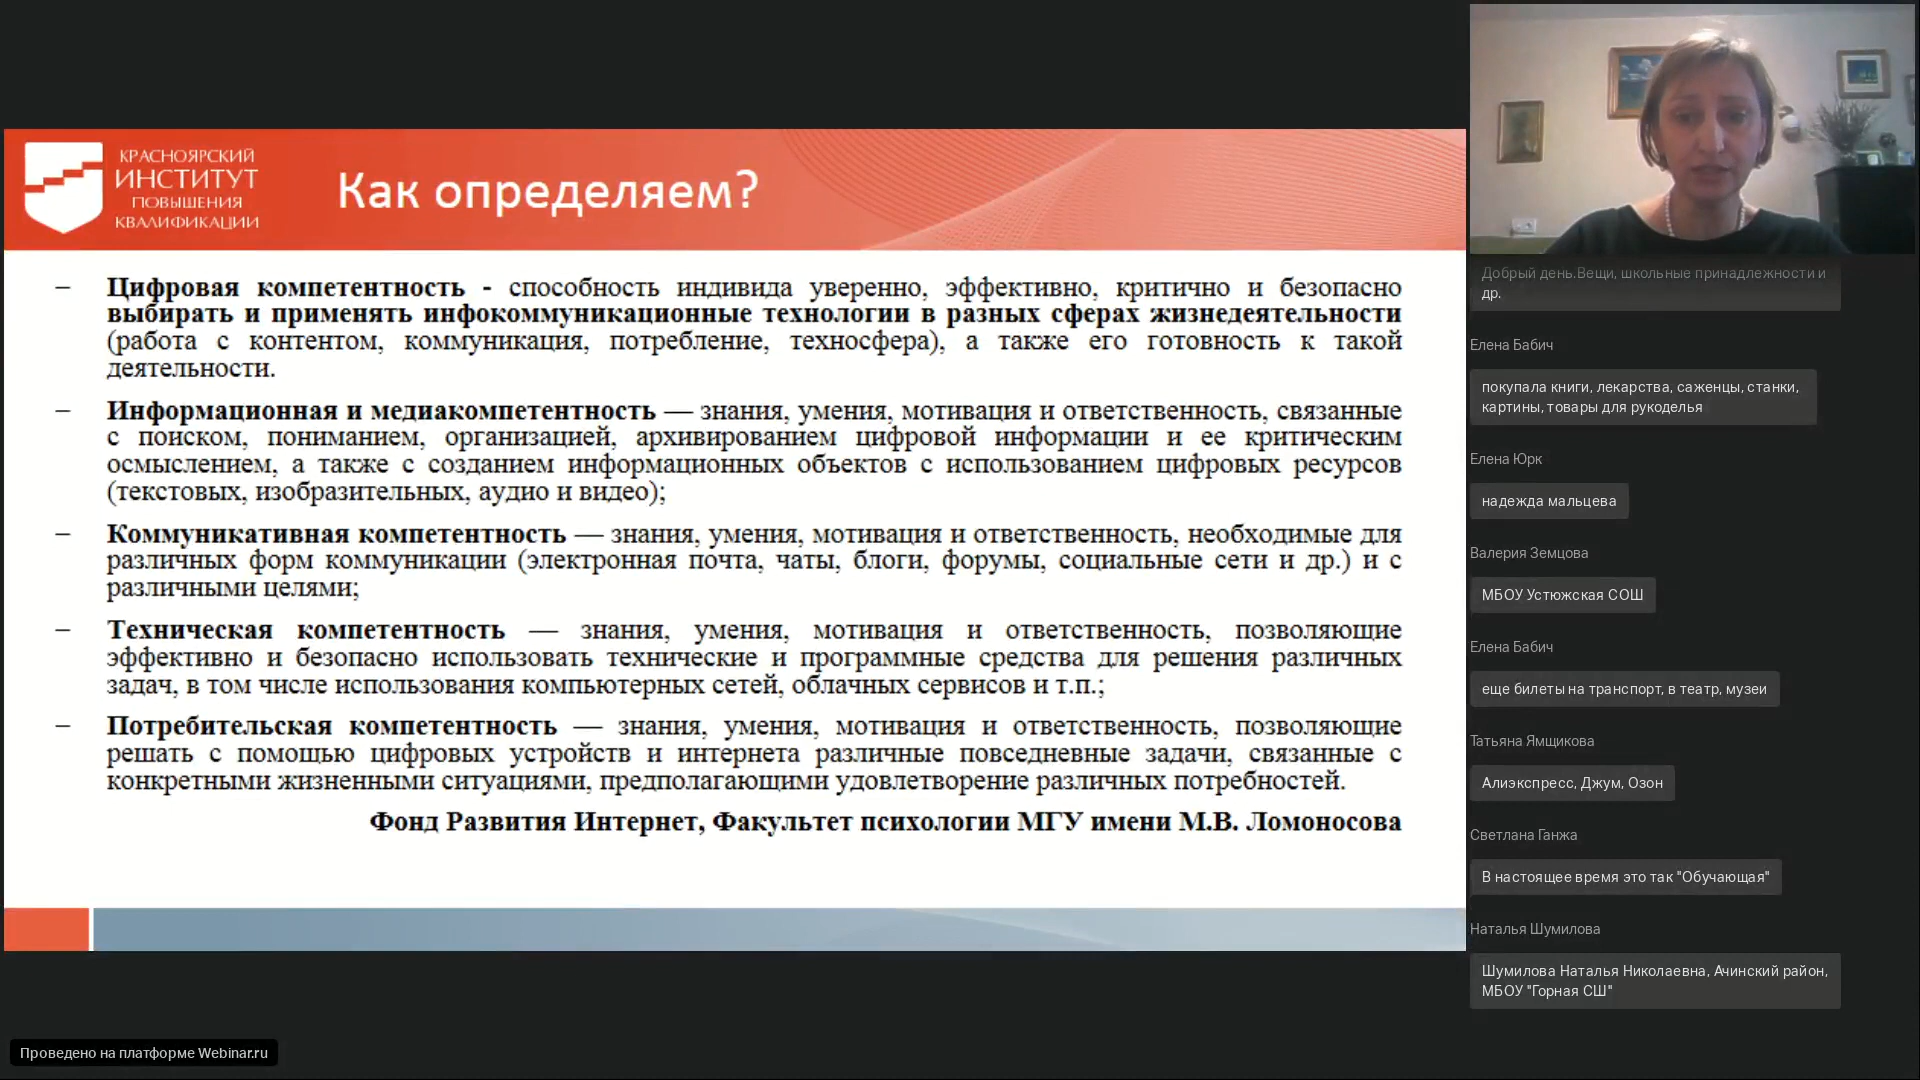 КРАСНОЯРСКИЙ
ИНСТИТУТ
ПОВЫШЕНИЯ
КВАЛИФИКАЦИИ
Как определяем?
– Цифровая компетентность - способность индивида уверенно, эффективно, критично и безопасно
выбирать и применять инфокоммуникационные технологии в разных сферах жизнедеятельности
(работа с контентом, коммуникация, потребление, техносфера), а также его готовность к такой
деятельности.
– Информационная и медиакомпетентность — знания, умения, мотивация и ответственность, связанные
с поиском, пониманием, организацией, архивированием цифровой информации и ее критическим
осмыслением, а также с созданием информационных объектов с использованием цифровых ресурсов
(текстовых, изобразительных, аудио и видео);
– Коммуникативная компетентность — знания, умения, мотивация и ответственность, необходимые для
различных форм коммуникации (электронная почта, чаты, блоги, форумы, социальные сети и др.) и с
различными целями;
– Техническая компетентность — знания, умения, мотивация и ответственность, позволяющие
эффективно и безопасно использовать технические и программные средства для решения различных
задач, в том числе использования компьютерных сетей, облачных сервисов и т.п.;
– Потребительская компетентность — знания, умения, мотивация и ответственность, позволяющие
решать с помощью цифровых устройств и интернета различные повседневные задачи, связанные с
конкретными жизненными ситуациями, предполагающими удовлетворение различных потребностей.
Фонд Развития Интернет, Факультет психологии МГУ имени М.В. Ломоносова
Добрый день.Вещи, школьные принадлежности и
др.
Елена Бабич
покупала книги, лекарства, саженцы, станки,
картины, товары для рукоделья
Елена Юрк
надежда мальцева
Валерия Земцова
МБОУ Устюжская СОШ
Елена Бабич
еще билеты на транспорт, в театр, музеи
Татьяна Ямщикова
Алиэкспресс, Джум, Озон
Светлана Ганжа
В настоящее время это так "Обучающая"
Наталья Шумилова
Шумилова Наталья Николаевна, Ачинский район,
МБОУ "Горная СШ"
Проведено на платформе Webinar.ru